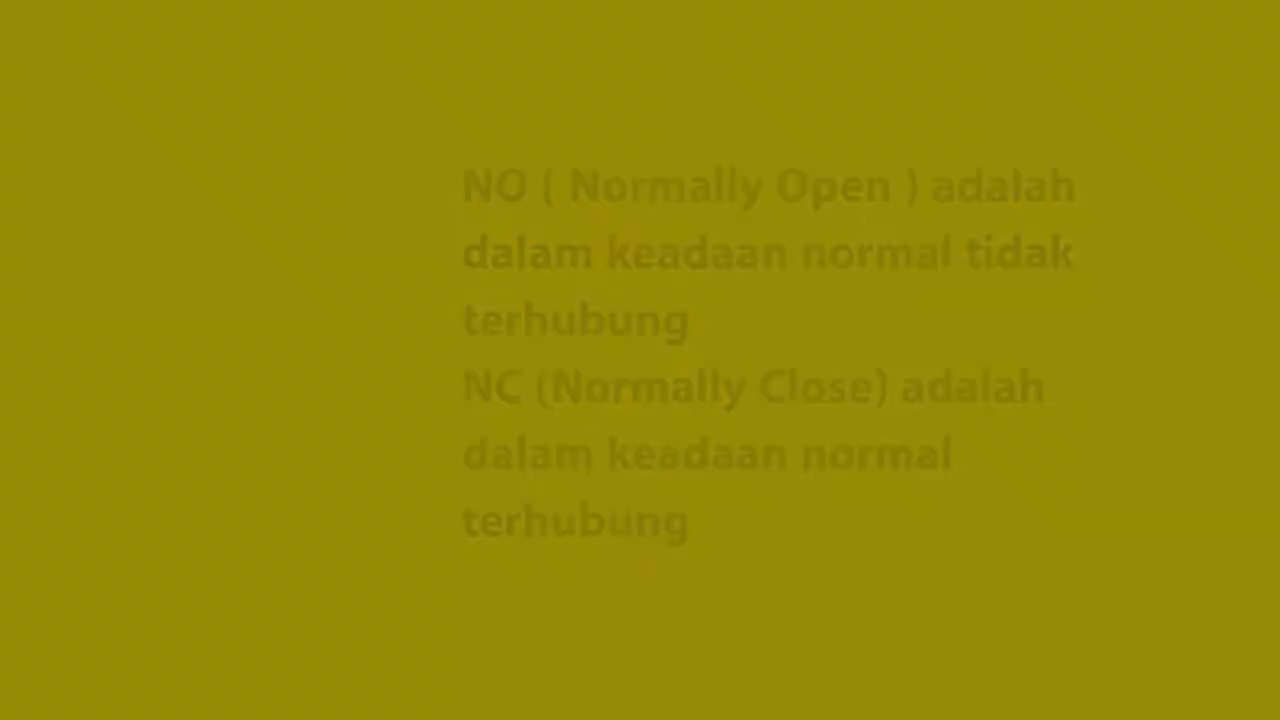 NO ( Normally Open ) adalah
dalam keadaan normal tidak
terhubung
NC (Normally Close) adalah
dalam keadaan normal
terhubung